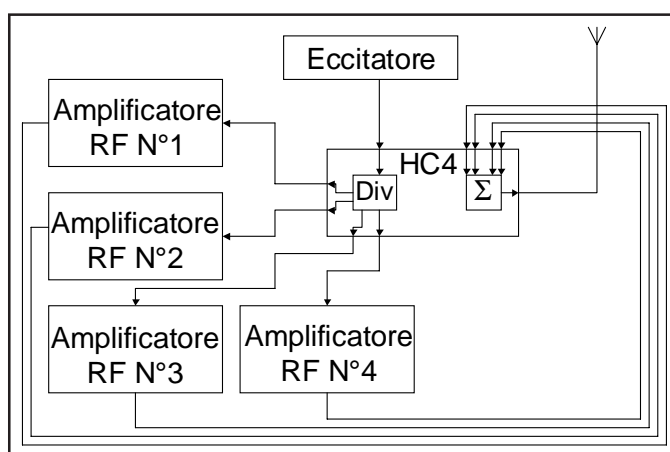 Eccitatore
Amplificatore
RF N°1
HC4
Div
Σ
Amplificatore
RF N°2
Amplificatore
RF N°3
Amplificatore
RF N°4